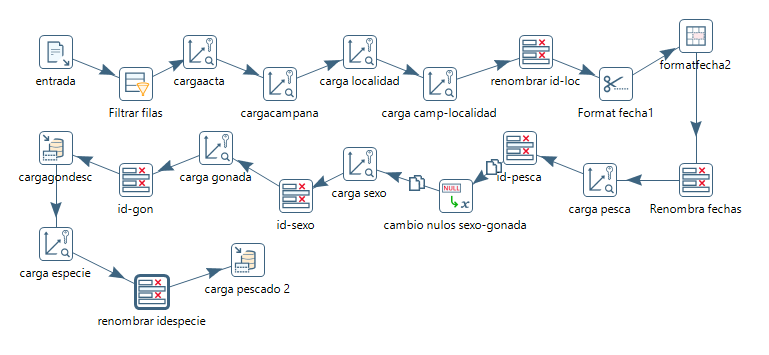 entrada
Filtrar filas
cargaacta
cargacampana
carga localidad
carga camp-localidad
renombrar id-loc
Format fecha1
formatfecha2
cargagondesc
id-gon
carga gonada
id-sexo
carga sexo
NULL
x
cambio nulos sexo-gonada
id-pesca
carga pesca
Renombra fechas
carga especie
renombrar idespecie
carga pescado 2